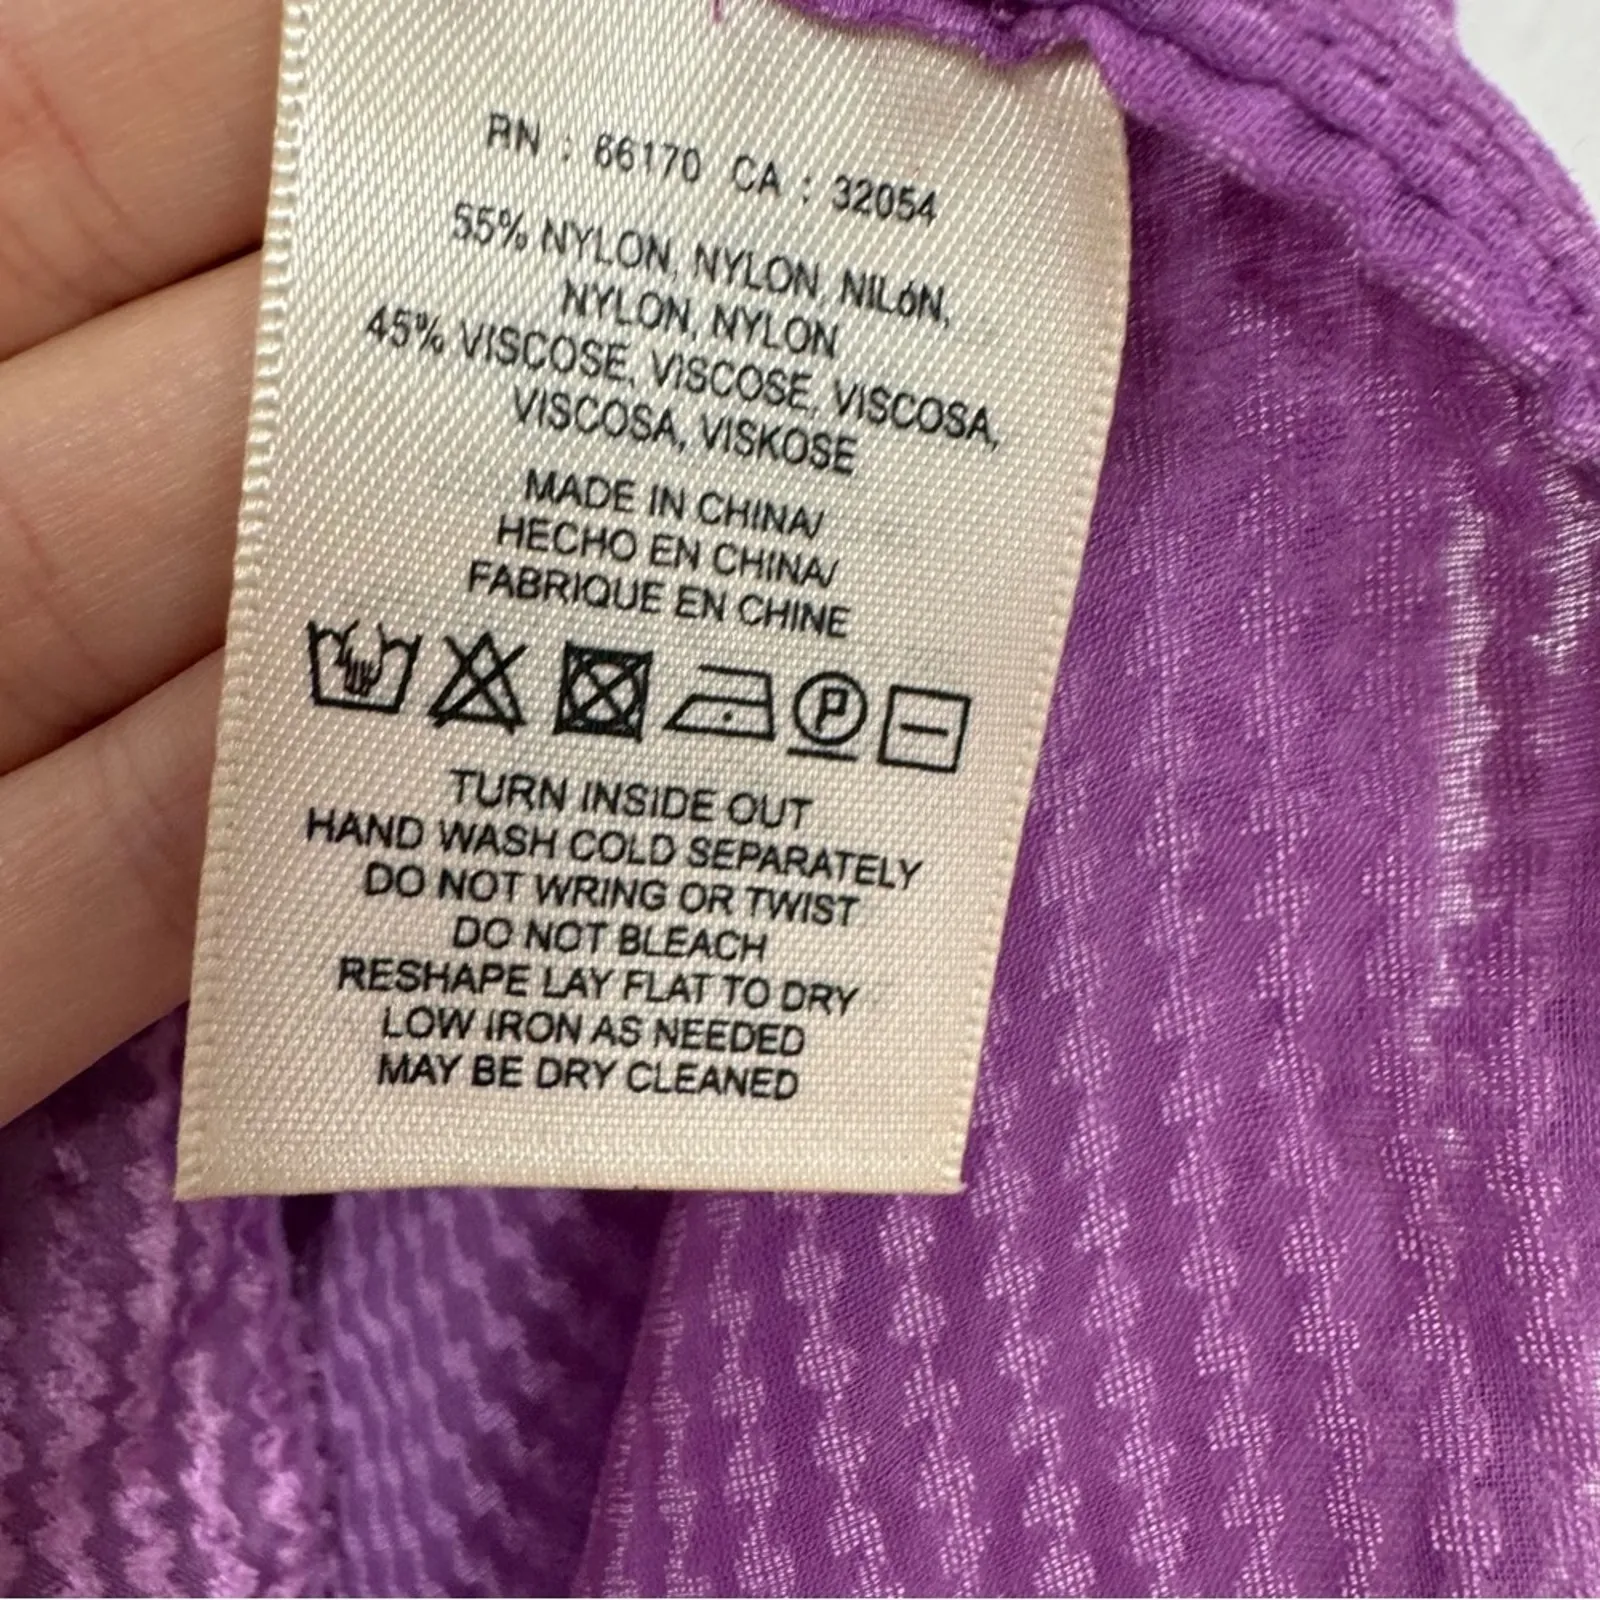 RN : 66170 CA : 32054
55% NYLON, NYLON, NILóN,
NYLON, NYLON
45% VISCOSE, VISCOSE, VISCOSA,
VISCOSA, VISKOSE
MADE IN CHINA/
HECHO EN CHINA/
FABRIQUE EN CHINE
P
TURN INSIDE OUT
HAND WASH COLD SEPARATELY
DO NOT WRING OR TWIST
DO NOT BLEACH
RESHAPE LAY FLAT TO DRY
LOW IRON AS NEEDED
MAY BE DRY CLEANED